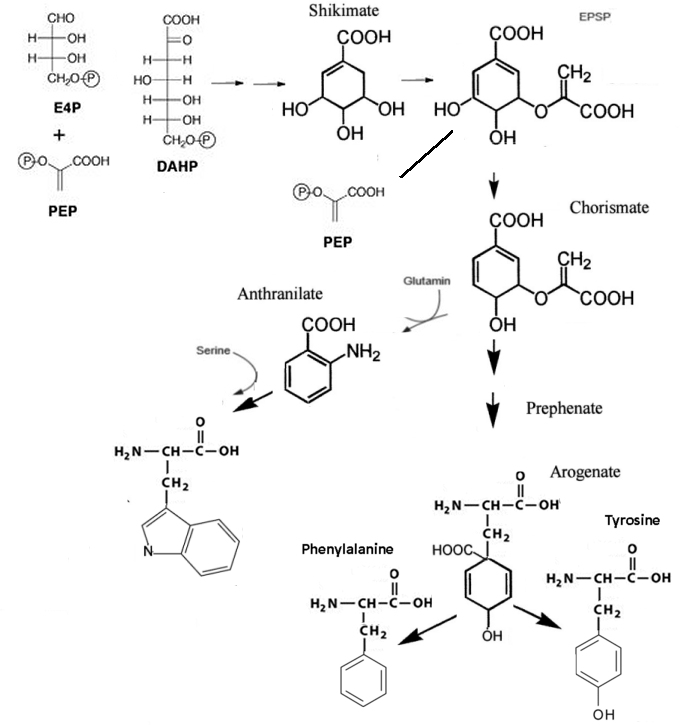 CHO
H OH
H OH
CH₂O P
E4P
+
P O COOH
PEP
COOH
O
H H
HO H
H OH
H OH
CH₂O P
DAHP
Shikimate
COOH
HO OH
OH
P O COOH
PEP
EPSP
COOH
CH₂
HO O COOH
OH
Chorismate
COOH
CH₂
O COOH
OH
Glutamin
Anthranilate
COOH
NH₂
Serine
O
H₂N CH C OH
CH₂
N
Prephenate
Arogenate
O
H₂N CH C OH
CH₂
HOOC
OH
Phenylalanine
O
H₂N CH C OH
CH₂
Tyrosine
O
H₂N CH C OH
CH₂
OH